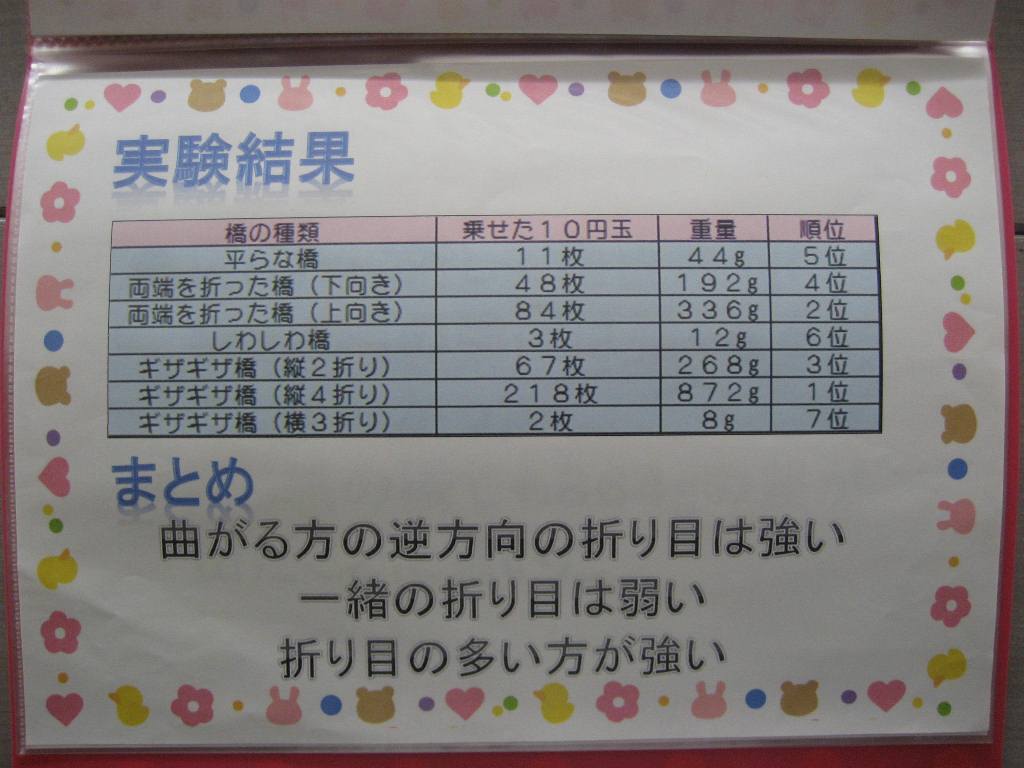 実験結果
橋の種類 乗せた１０円玉 重量 順位
平らな橋 １１枚 ４４ｇ ５位
両端を折った橋（下向き） ４８枚 １９２ｇ ４位
両端を折った橋（上向き） ８４枚 ３３６ｇ ２位
しわしわ橋 ３枚 １２ｇ ６位
ギザギザ橋（縦２折り） ６７枚 ２６８ｇ ３位
ギザギザ橋（縦４折り） ２１８枚 ８７２ｇ １位
ギザギザ橋（横３折り） ２枚 ８ｇ ７位
まとめ
曲がる方の逆方向の折り目は強い
一緒の折り目は弱い
折り目の多い方が強い